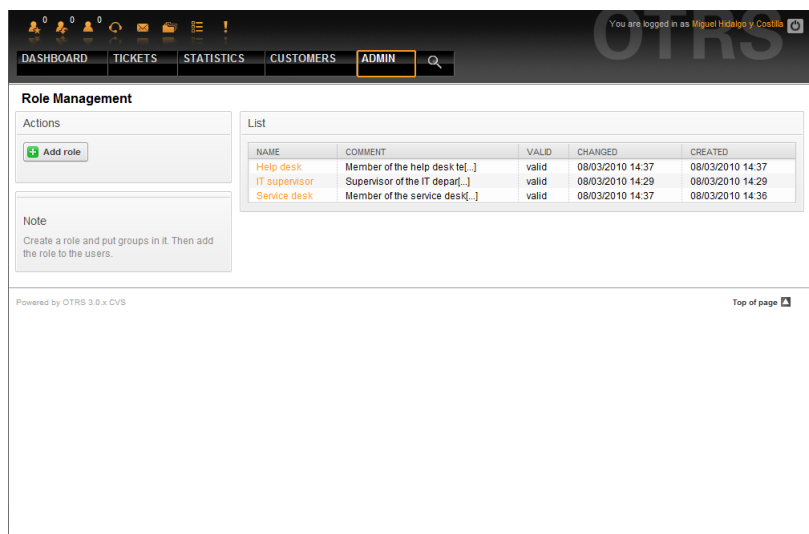 0 0 0
You are logged in as Miguel Hidalgo y Costilla
OTRS
DASHBOARD TICKETS STATISTICS CUSTOMERS ADMIN
Role Management
Actions
Add role
Note
Create a role and put groups in it. Then add
the role to the users.
List
NAME COMMENT VALID CHANGED CREATED
Help desk Member of the help desk te[...] valid 08/03/2010 14:37 08/03/2010 14:37
IT supervisor Supervisor of the IT depar[...] valid 08/03/2010 14:29 08/03/2010 14:29
Service desk Member of the service desk[...] valid 08/03/2010 14:37 08/03/2010 14:36
Powered by OTRS 3.0.x CVS
Top of page